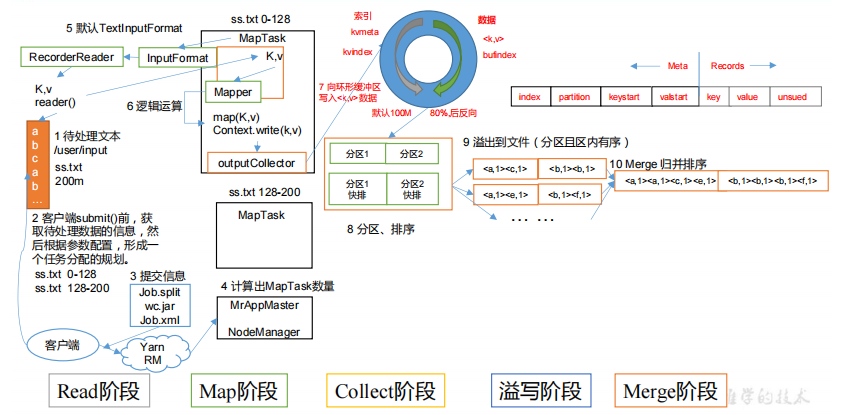 5 默认TextInputFormat
RecorderReader
InputFormat
K,v
reader()
ss.txt 0-128
MapTask
K,v
Mapper
6 逻辑运算
map(K,v)
Context.write(k,v)
outputCollector
1 待处理文本
/user/input
ss.txt
200m
a
b
c
a
b
...
2 客户端submit()前，获
取待处理数据的信息，然
后根据参数配置，形成一
个任务分配的规划。
ss.txt 0-128
ss.txt 128-200
3 提交信息
Job.split
wc.jar
Job.xml
客户端
Yarn
RM
ss.txt 128-200
MapTask
4 计算出MapTask数量
MrAppMaster
NodeManager
索引
kvmeta
kvindex
数据
<k,v>
bufindex
7 向环形缓冲区
写入<k,v>数据
默认100M
80%,后反向
分区1
分区2
分区1
快排
分区2
快排
8 分区、排序
Meta
Records
index
partition
keystart
valstart
key
value
unsued
9 溢出到文件（分区且区内有序）
<a,1><c,1>
<b,1><b,1>
<a,1><e,1>
<b,1><f,1>
... ...
10 Merge 归并排序
<a,1><a,1><c,1><e,1>
<b,1><b,1><b,1><f,1>
Read阶段
Map阶段
Collect阶段
溢写阶段
Merge阶段
学的技术